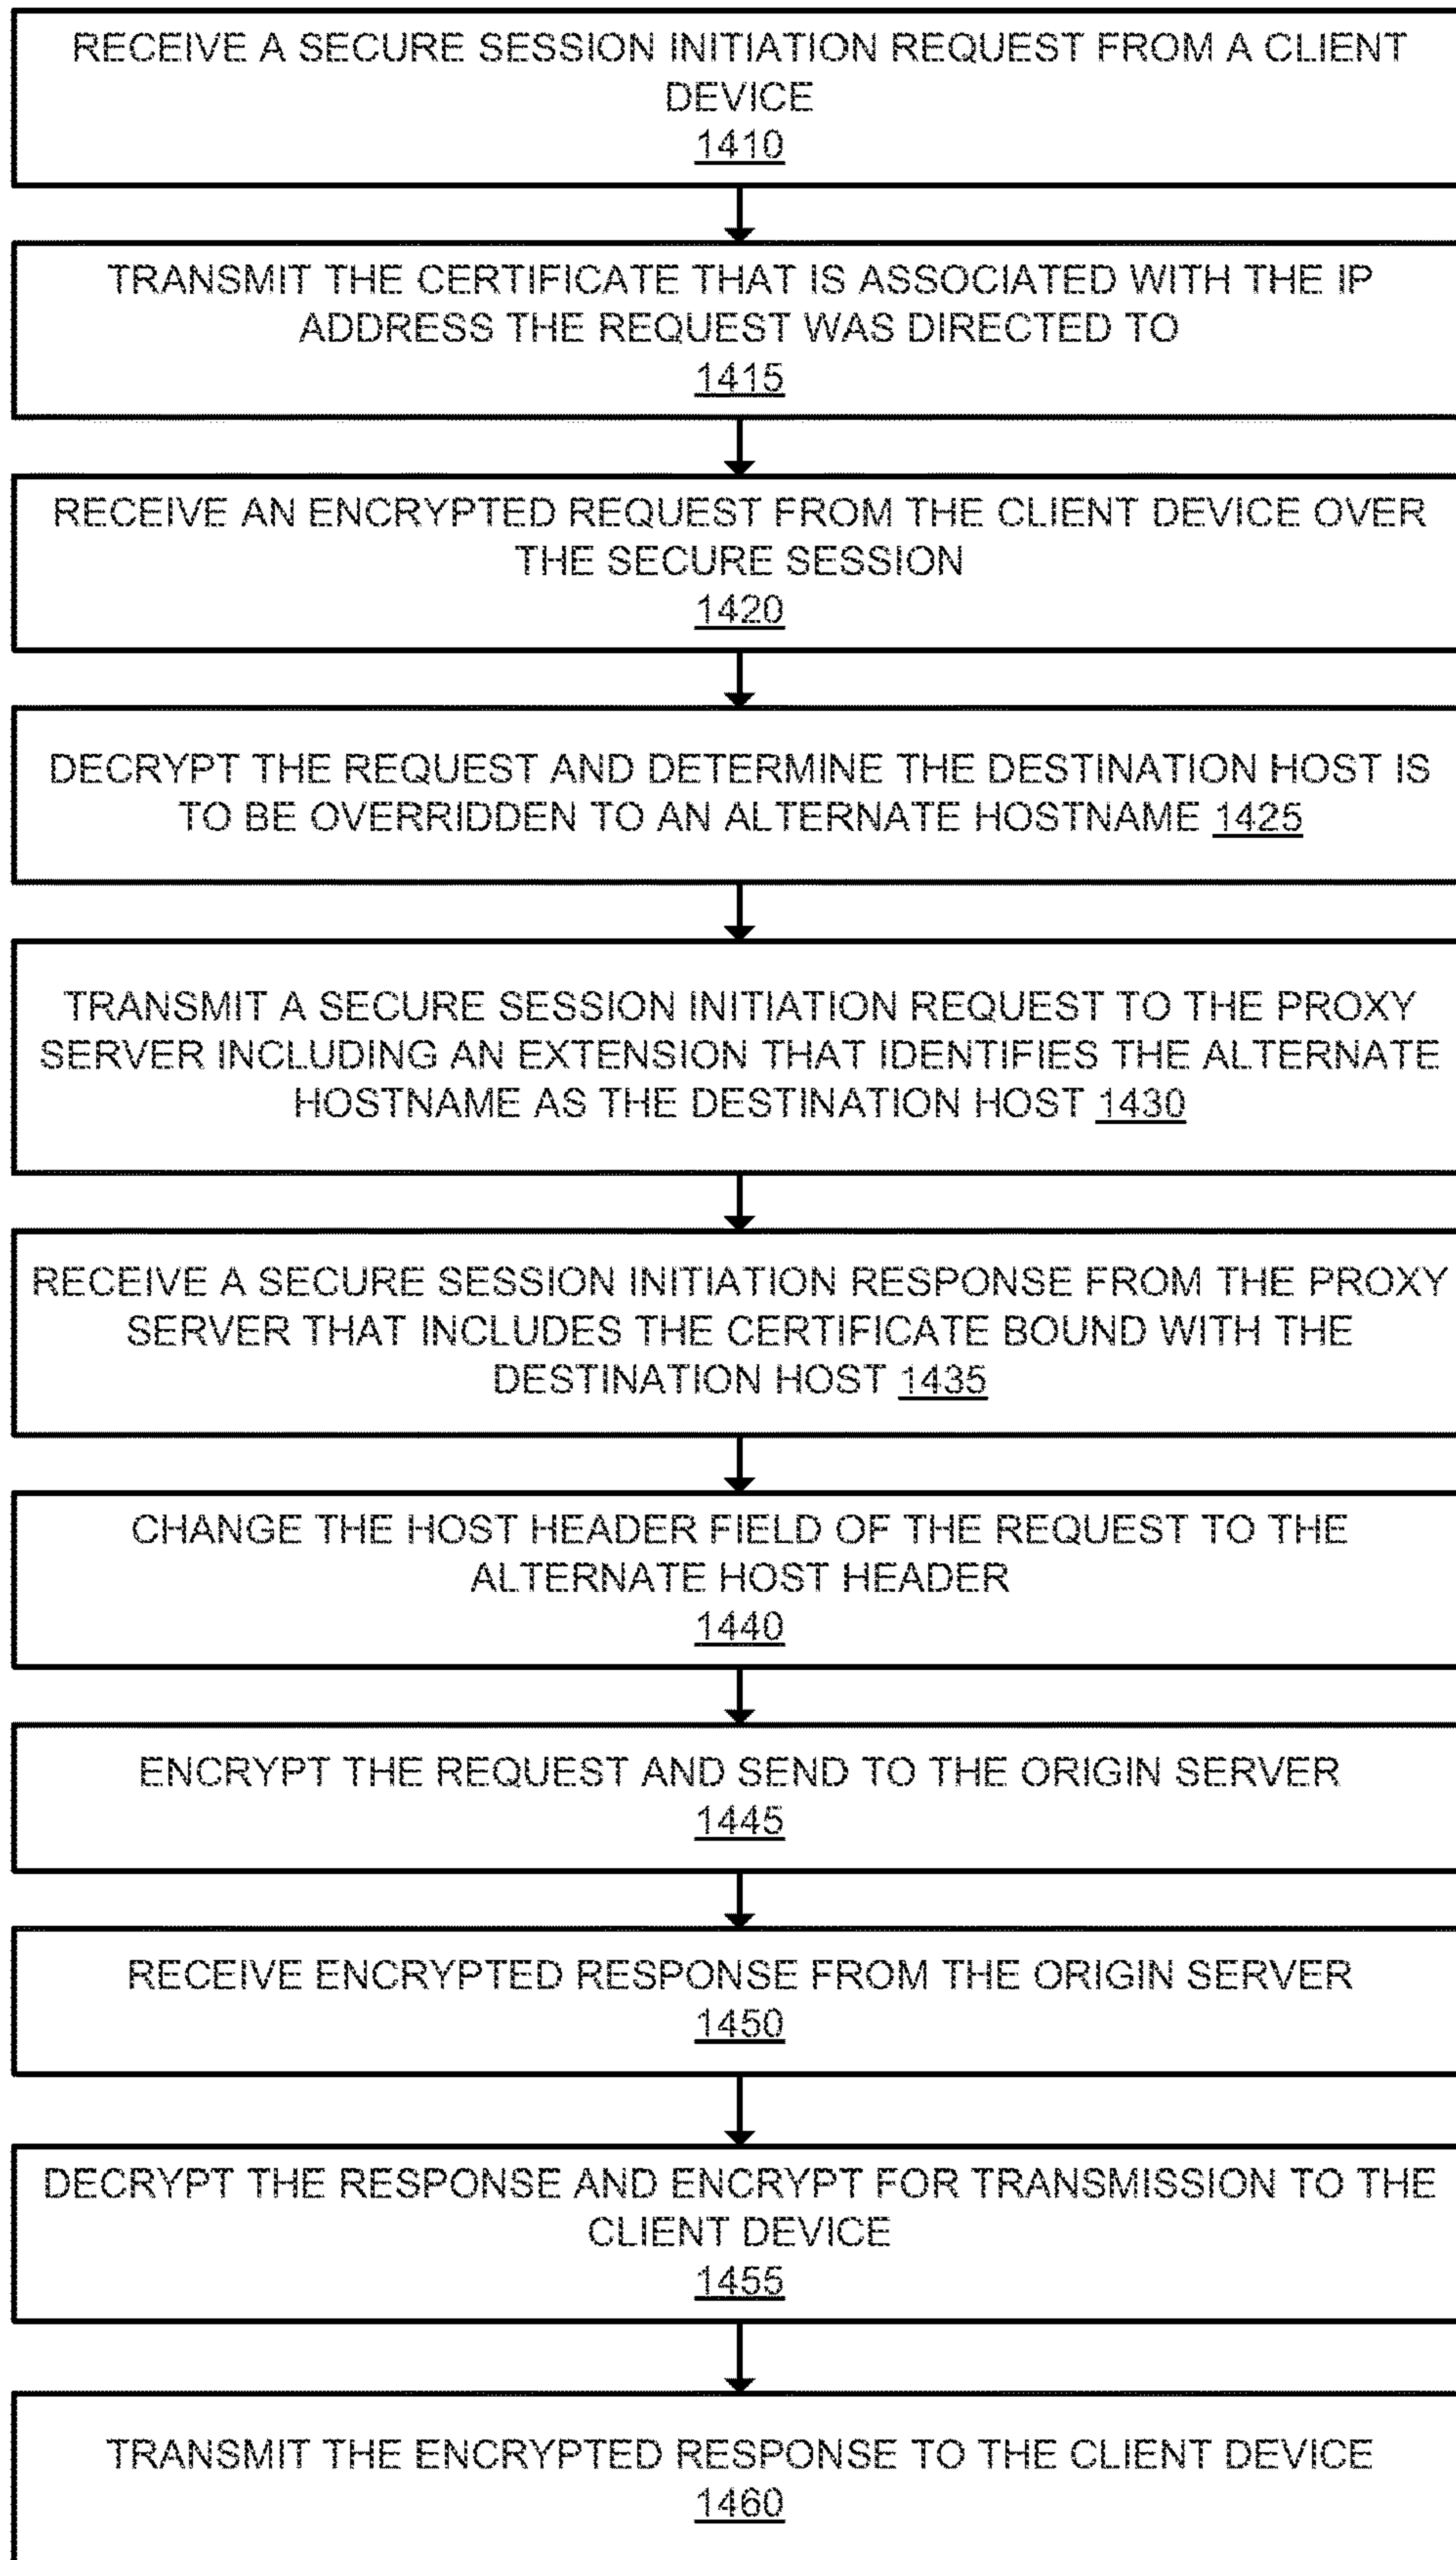 RECEIVE A SECURE SESSION INITIATION REQUEST FROM A CLIENT
DEVICE
1410
TRANSMIT THE CERTIFICATE THAT IS ASSOCIATED WITH THE IP
ADDRESS THE REQUEST WAS DIRECTED TO
1415
RECEIVE AN ENCRYPTED REQUEST FROM THE CLIENT DEVICE OVER
THE SECURE SESSION
1420
DECRYPT THE REQUEST AND DETERMINE THE DESTINATION HOST IS
TO BE OVERRIDDEN TO AN ALTERNATE HOSTNAME 1425
TRANSMIT A SECURE SESSION INITIATION REQUEST TO THE PROXY
SERVER INCLUDING AN EXTENSION THAT IDENTIFIES THE ALTERNATE
HOSTNAME AS THE DESTINATION HOST 1430
RECEIVE A SECURE SESSION INITIATION RESPONSE FROM THE PROXY
SERVER THAT INCLUDES THE CERTIFICATE BOUND WITH THE
DESTINATION HOST 1435
CHANGE THE HOST HEADER FIELD OF THE REQUEST TO THE
ALTERNATE HOST HEADER
1440
ENCRYPT THE REQUEST AND SEND TO THE ORIGIN SERVER
1445
RECEIVE ENCRYPTED RESPONSE FROM THE ORIGIN SERVER
1450
DECRYPT THE RESPONSE AND ENCRYPT FOR TRANSMISSION TO THE
CLIENT DEVICE
1455
TRANSMIT THE ENCRYPTED RESPONSE TO THE CLIENT DEVICE
1460